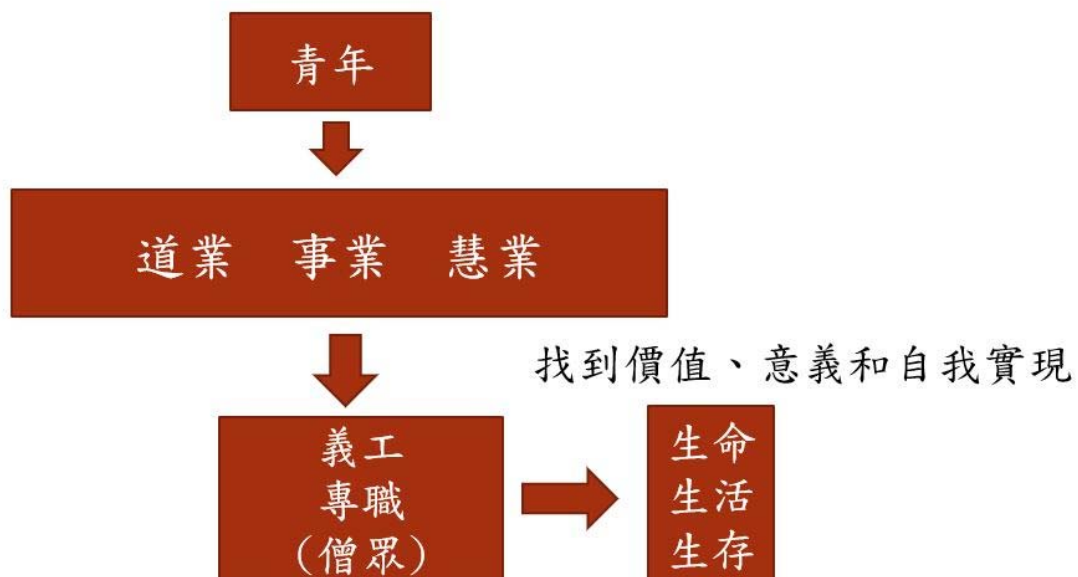 青年
道業 事業 慧業
找到價值、意義和自我實現
義工
專職
(僧眾)
生命
生活
生存